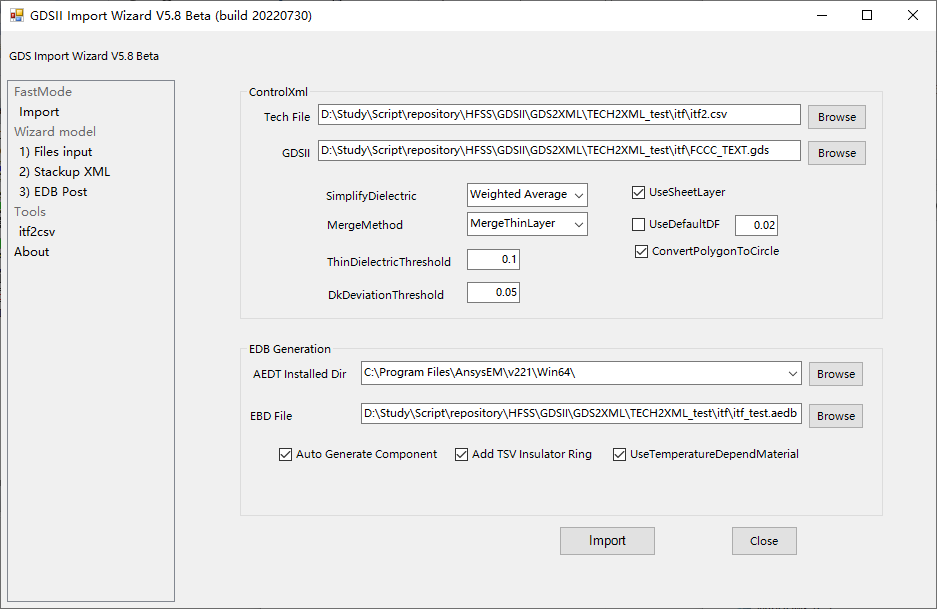 GDSII Import Wizard V5.8 Beta (build 20220730)
GDS Import Wizard V5.8 Beta
FastMode
Import
Wizard model
1) Files input
2) Stackup XML
3) EDB Post
Tools
itf2csv
About
ControlXml
Tech File D:\Study\Script\repository\HFSS\GDSII\GDS2XML\TECH2XML_test\itf\itf2.csv Browse
GDSII D:\Study\Script\repository\HFSS\GDSII\GDS2XML\TECH2XML_test\itf\FCCC_TEXT.gds Browse
SimplifyDielectric Weighted Average UseSheetLayer
MergeMethod MergeThinLayer UseDefaultDF 0.02
ConvertPolygonToCircle
ThinDielectricThreshold 0.1
DkDeviationThreshold 0.05
EDB Generation
AEDT Installed Dir C:\Program Files\AnsysEM\v221\Win64\ Browse
EBD File D:\Study\Script\repository\HFSS\GDSII\GDS2XML\TECH2XML_test\itf\itf_test.aedb Browse
Auto Generate Component Add TSV Insulator Ring UseTemperatureDependMaterial
Import Close